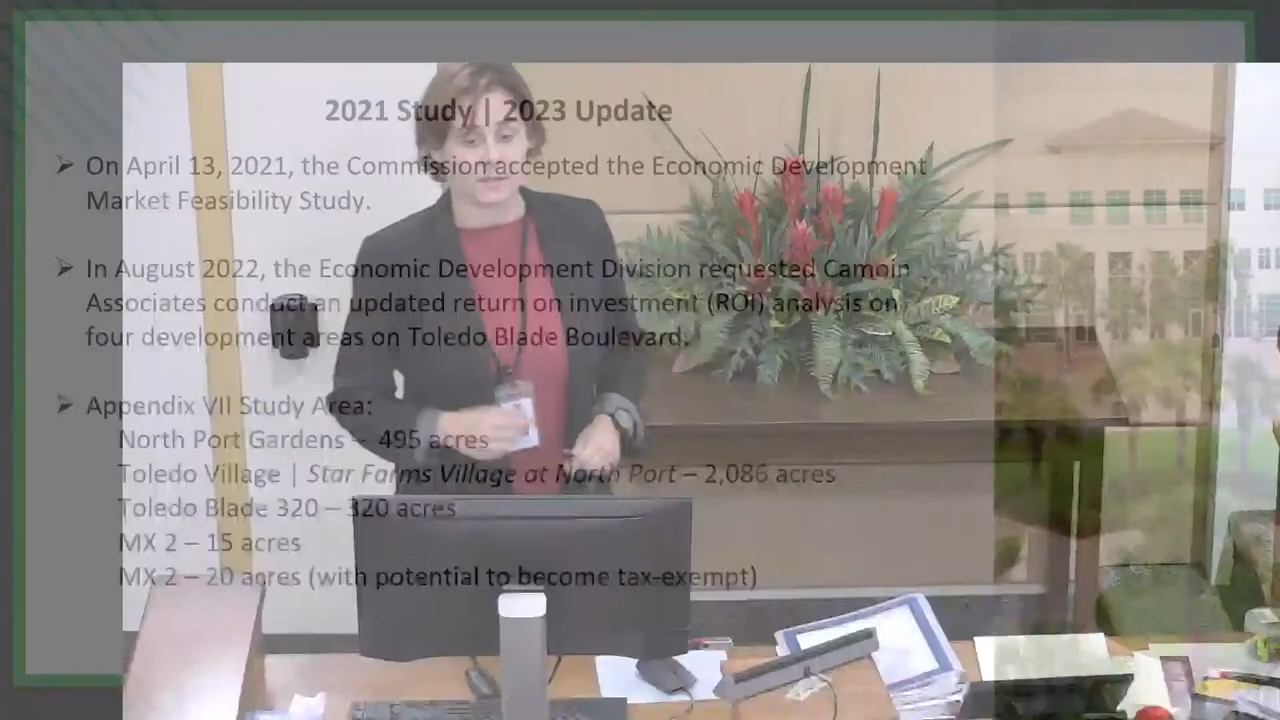 2021 Study | 2023 Update
➢ On April 13, 2021, the Commission accepted the Economic Development
Market Feasibility Study.
➢ In August 2022, the Economic Development Division requested Camoin
Associates conduct an updated return on investment (ROI) analysis on
four development areas on Toledo Blade Boulevard.
➢ Appendix VII Study Area:
North Port Gardens – 495 acres
Toledo Village | Star Farms Village at North Port – 2,086 acres
Toledo Blade 320 – 320 acres
MX 2 – 15 acres
MX 2 – 20 acres (with potential to become tax-exempt)